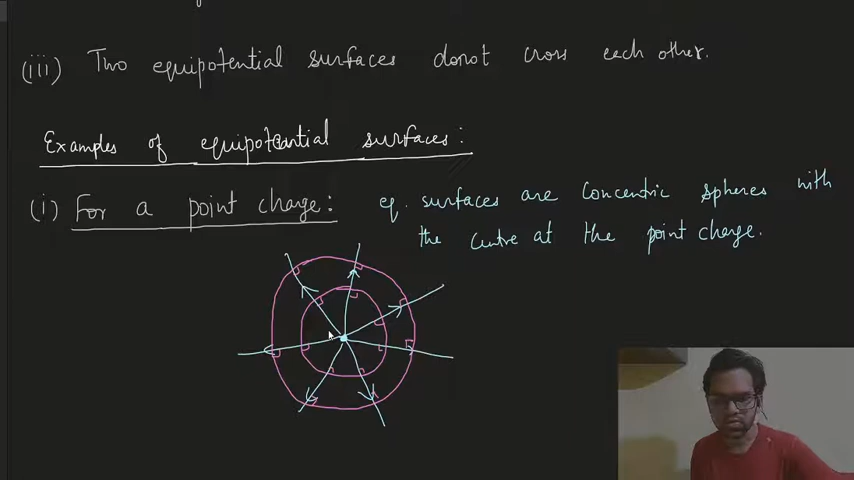 (iii) Two equipotential surfaces donot cross each other.
Examples of equipotential surfaces:
(i) For a point charge: eq. surfaces are concentric spheres with
the centre at the point charge.